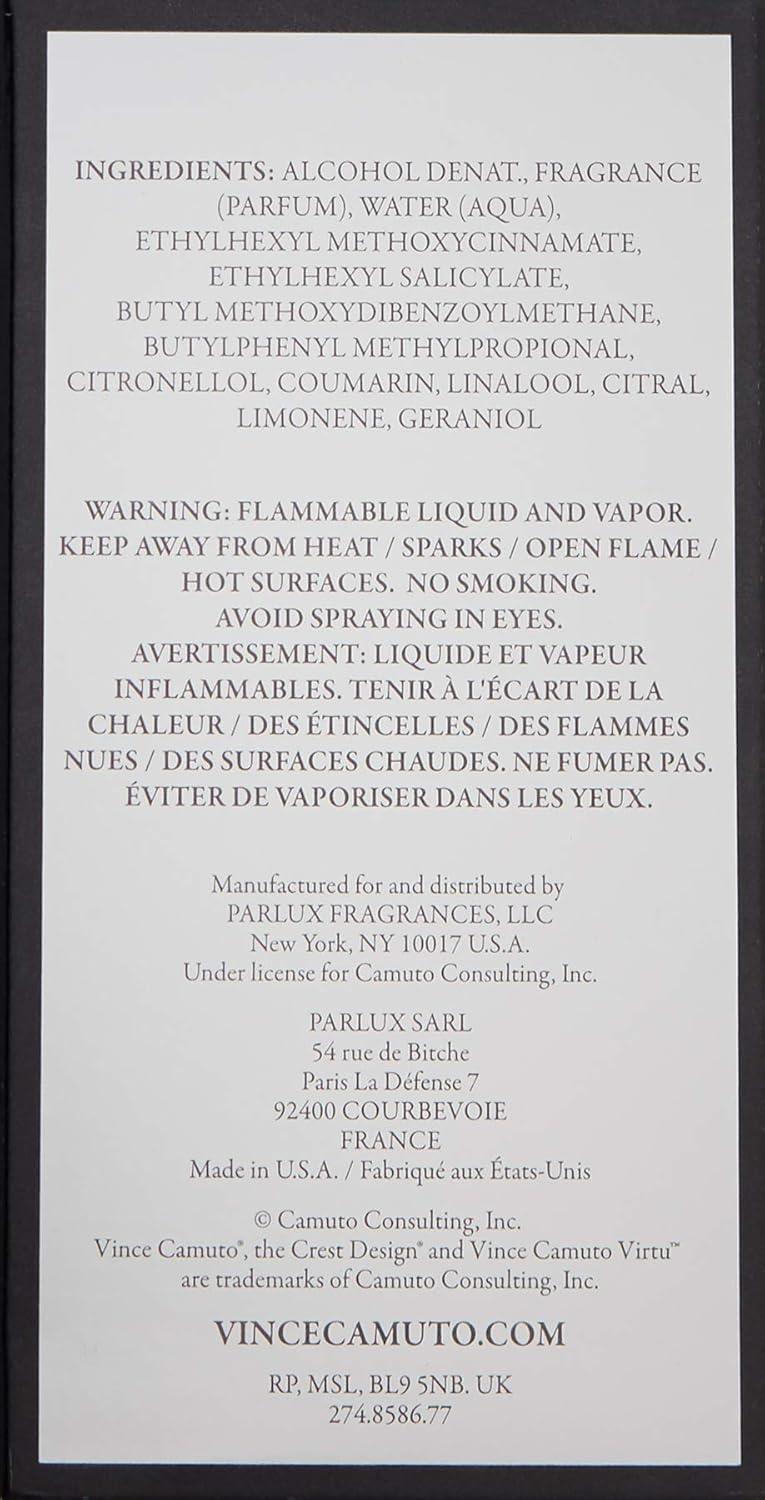 INGREDIENTS: ALCOHOL DENAT., FRAGRANCE
(PARFUM), WATER (AQUA),
ETHYLHEXYL METHOXYCINNAMATE,
ETHYLHEXYL SALICYLATE,
BUTYL METHOXYDIBENZOYLMETHANE,
BUTYLPHENYL METHYLPROPIONAL,
CITRONELLOL, COUMARIN, LINALOOL, CITRAL,
LIMONENE, GERANIOL
WARNING: FLAMMABLE LIQUID AND VAPOR.
KEEP AWAY FROM HEAT / SPARKS / OPEN FLAME /
HOT SURFACES. NO SMOKING.
AVOID SPRAYING IN EYES.
AVERTISSEMENT: LIQUIDE ET VAPEUR
INFLAMMABLES. TENIR À L'ÉCART DE LA
CHALEUR / DES ÉTINCELLES / DES FLAMMES
NUES / DES SURFACES CHAUDES. NE FUMER PAS.
ÉVITER DE VAPORISER DANS LES YEUX.
Manufactured for and distributed by
PARLUX FRAGRANCES, LLC
New York, NY 10017 U.S.A.
Under license for Camuto Consulting, Inc.
PARLUX SARL
54 rue de Bitche
Paris La Défense 7
92400 COURBEVOIE
FRANCE
Made in U.S.A. / Fabriqué aux États-Unis
© Camuto Consulting, Inc.
Vince Camuto®, the Crest Design® and Vince Camuto Virtu™
are trademarks of Camuto Consulting, Inc.
VINCECAMUTO.COM
RP, MSL, BL9 5NB. UK
274.8586.77